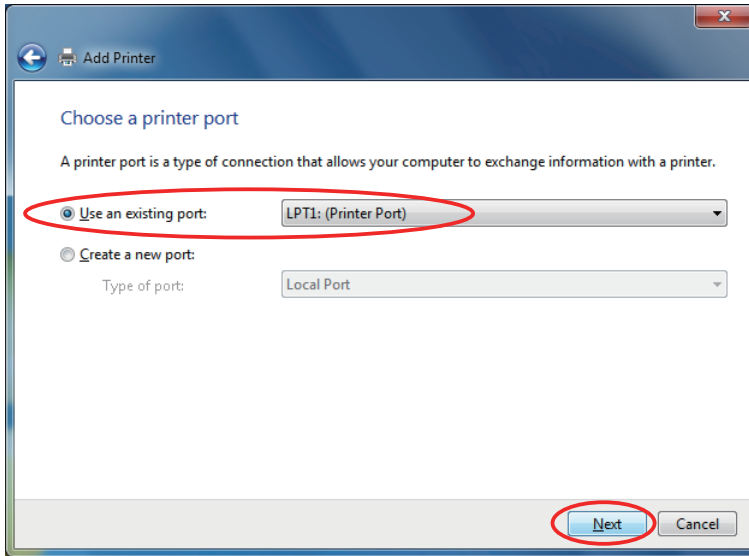 Add Printer
Choose a printer port
A printer port is a type of connection that allows your computer to exchange information with a printer.
Use an existing port: LPT1: (Printer Port)
Create a new port:
Type of port: Local Port
Next Cancel